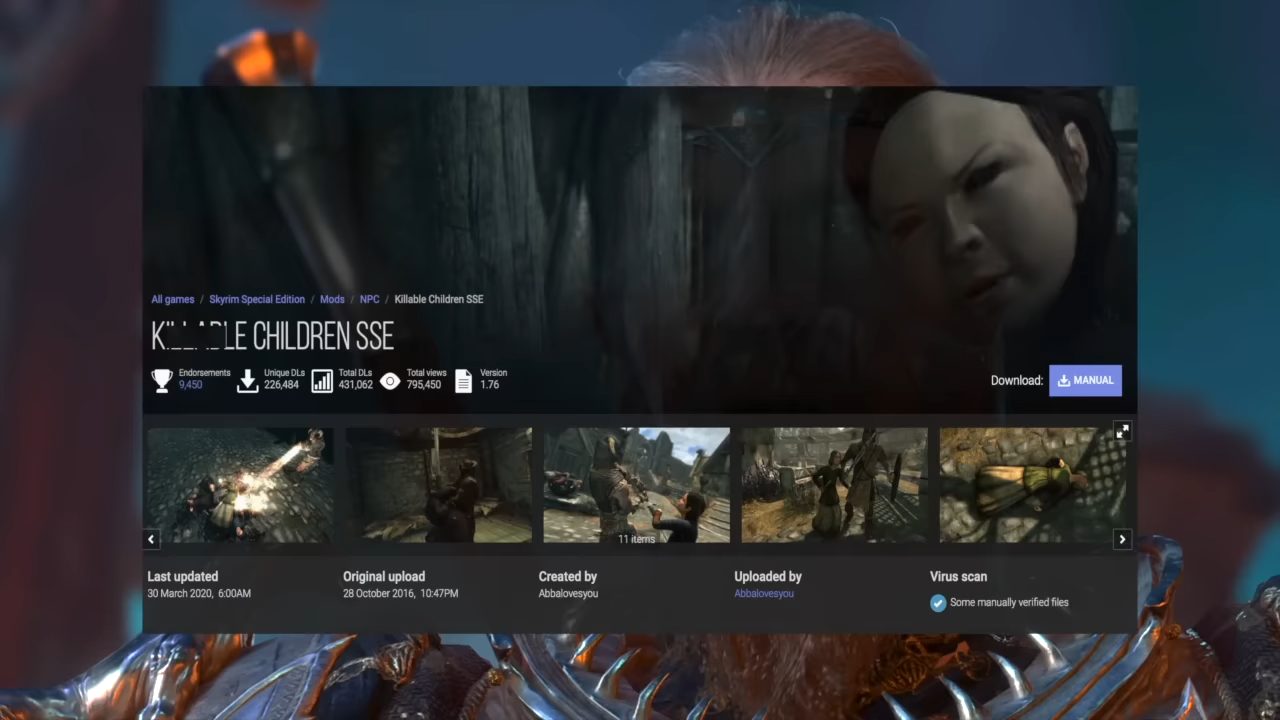 All games / Skyrim Special Edition / Mods / NPC / Killable Children SSE
KILLABLE CHILDREN SSE
Endorsements 9,450 Unique DLs 226,484 Total DLs 431,062 Total views 795,450 Version 1.76
Download: MANUAL
11 items
Last updated Original upload Created by Uploaded by Virus scan
30 March 2020, 6:00AM 28 October 2016, 10:47PM Abbalovesyou Abbalovesyou Some manually verified files